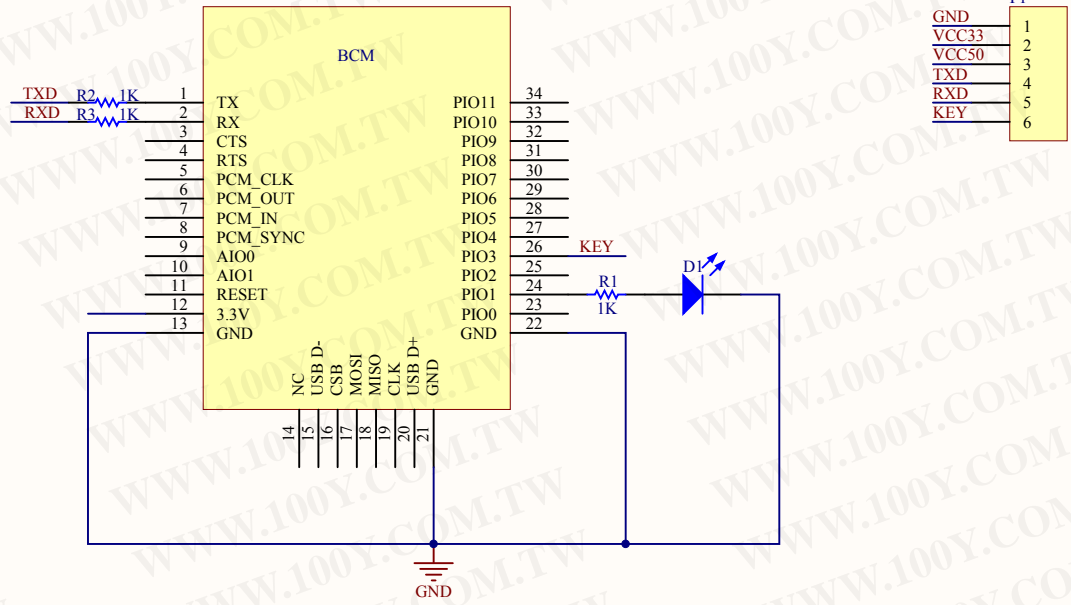 BCM
TXD R2 1K 1 TX
RXD R3 1K 2 RX
3 CTS
4 RTS
5 PCM_CLK
6 PCM_OUT
7 PCM_IN
8 PCM_SYNC
9 AIO0
10 AIO1
11 RESET
12 3.3V
13 GND
14 NC
15 USB D-
16 CSB
17 MOSI
18 MISO
19 CLK
20 USB D+
21 GND
PIO11 34
PIO10 33
PIO9 32
PIO8 31
PIO7 30
PIO6 29
PIO5 28
PIO4 27
PIO3 26 KEY
PIO2 25
PIO1 24 R1 1K D1
PIO0 23
GND 22
GND
GND 1
VCC33 2
VCC50 3
TXD 4
RXD 5
KEY 6
WWW.100Y.COM.TW